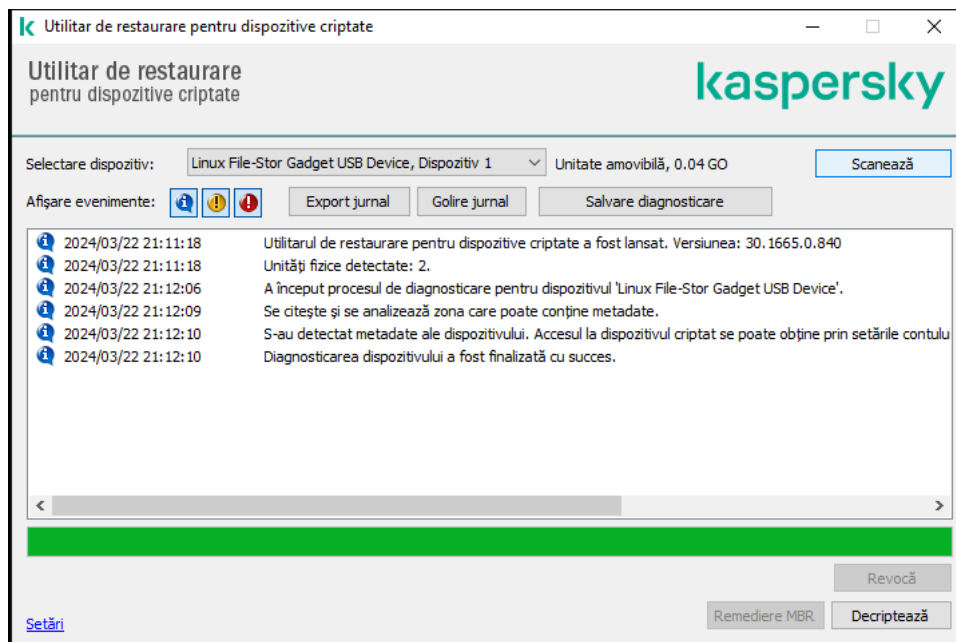 Utilitar de restaurare pentru dispozitive criptate
Utilitar de restaurare
pentru dispozitive criptate
kaspersky
Selectare dispozitiv: Linux File-Stor Gadget USB Device, Dispozitiv 1 Unitate amovibilă, 0.04 GO Scanează
Afișare evenimente: Export jurnal Golire jurnal Salvare diagnosticare
2024/03/22 21:11:18 Utilitarul de restaurare pentru dispozitive criptate a fost lansat. Versiunea: 30.1665.0.840
2024/03/22 21:11:18 Unități fizice detectate: 2.
2024/03/22 21:12:06 A început procesul de diagnosticare pentru dispozitivul 'Linux File-Stor Gadget USB Device'.
2024/03/22 21:12:09 Se citește și se analizează zona care poate conține metadate.
2024/03/22 21:12:10 S-au detectat metadate ale dispozitivului. Accesul la dispozitivul criptat se poate obține prin setările contulu
2024/03/22 21:12:10 Diagnosticarea dispozitivului a fost finalizată cu succes.
Revocă
Setări Remediere MBR Decriptează